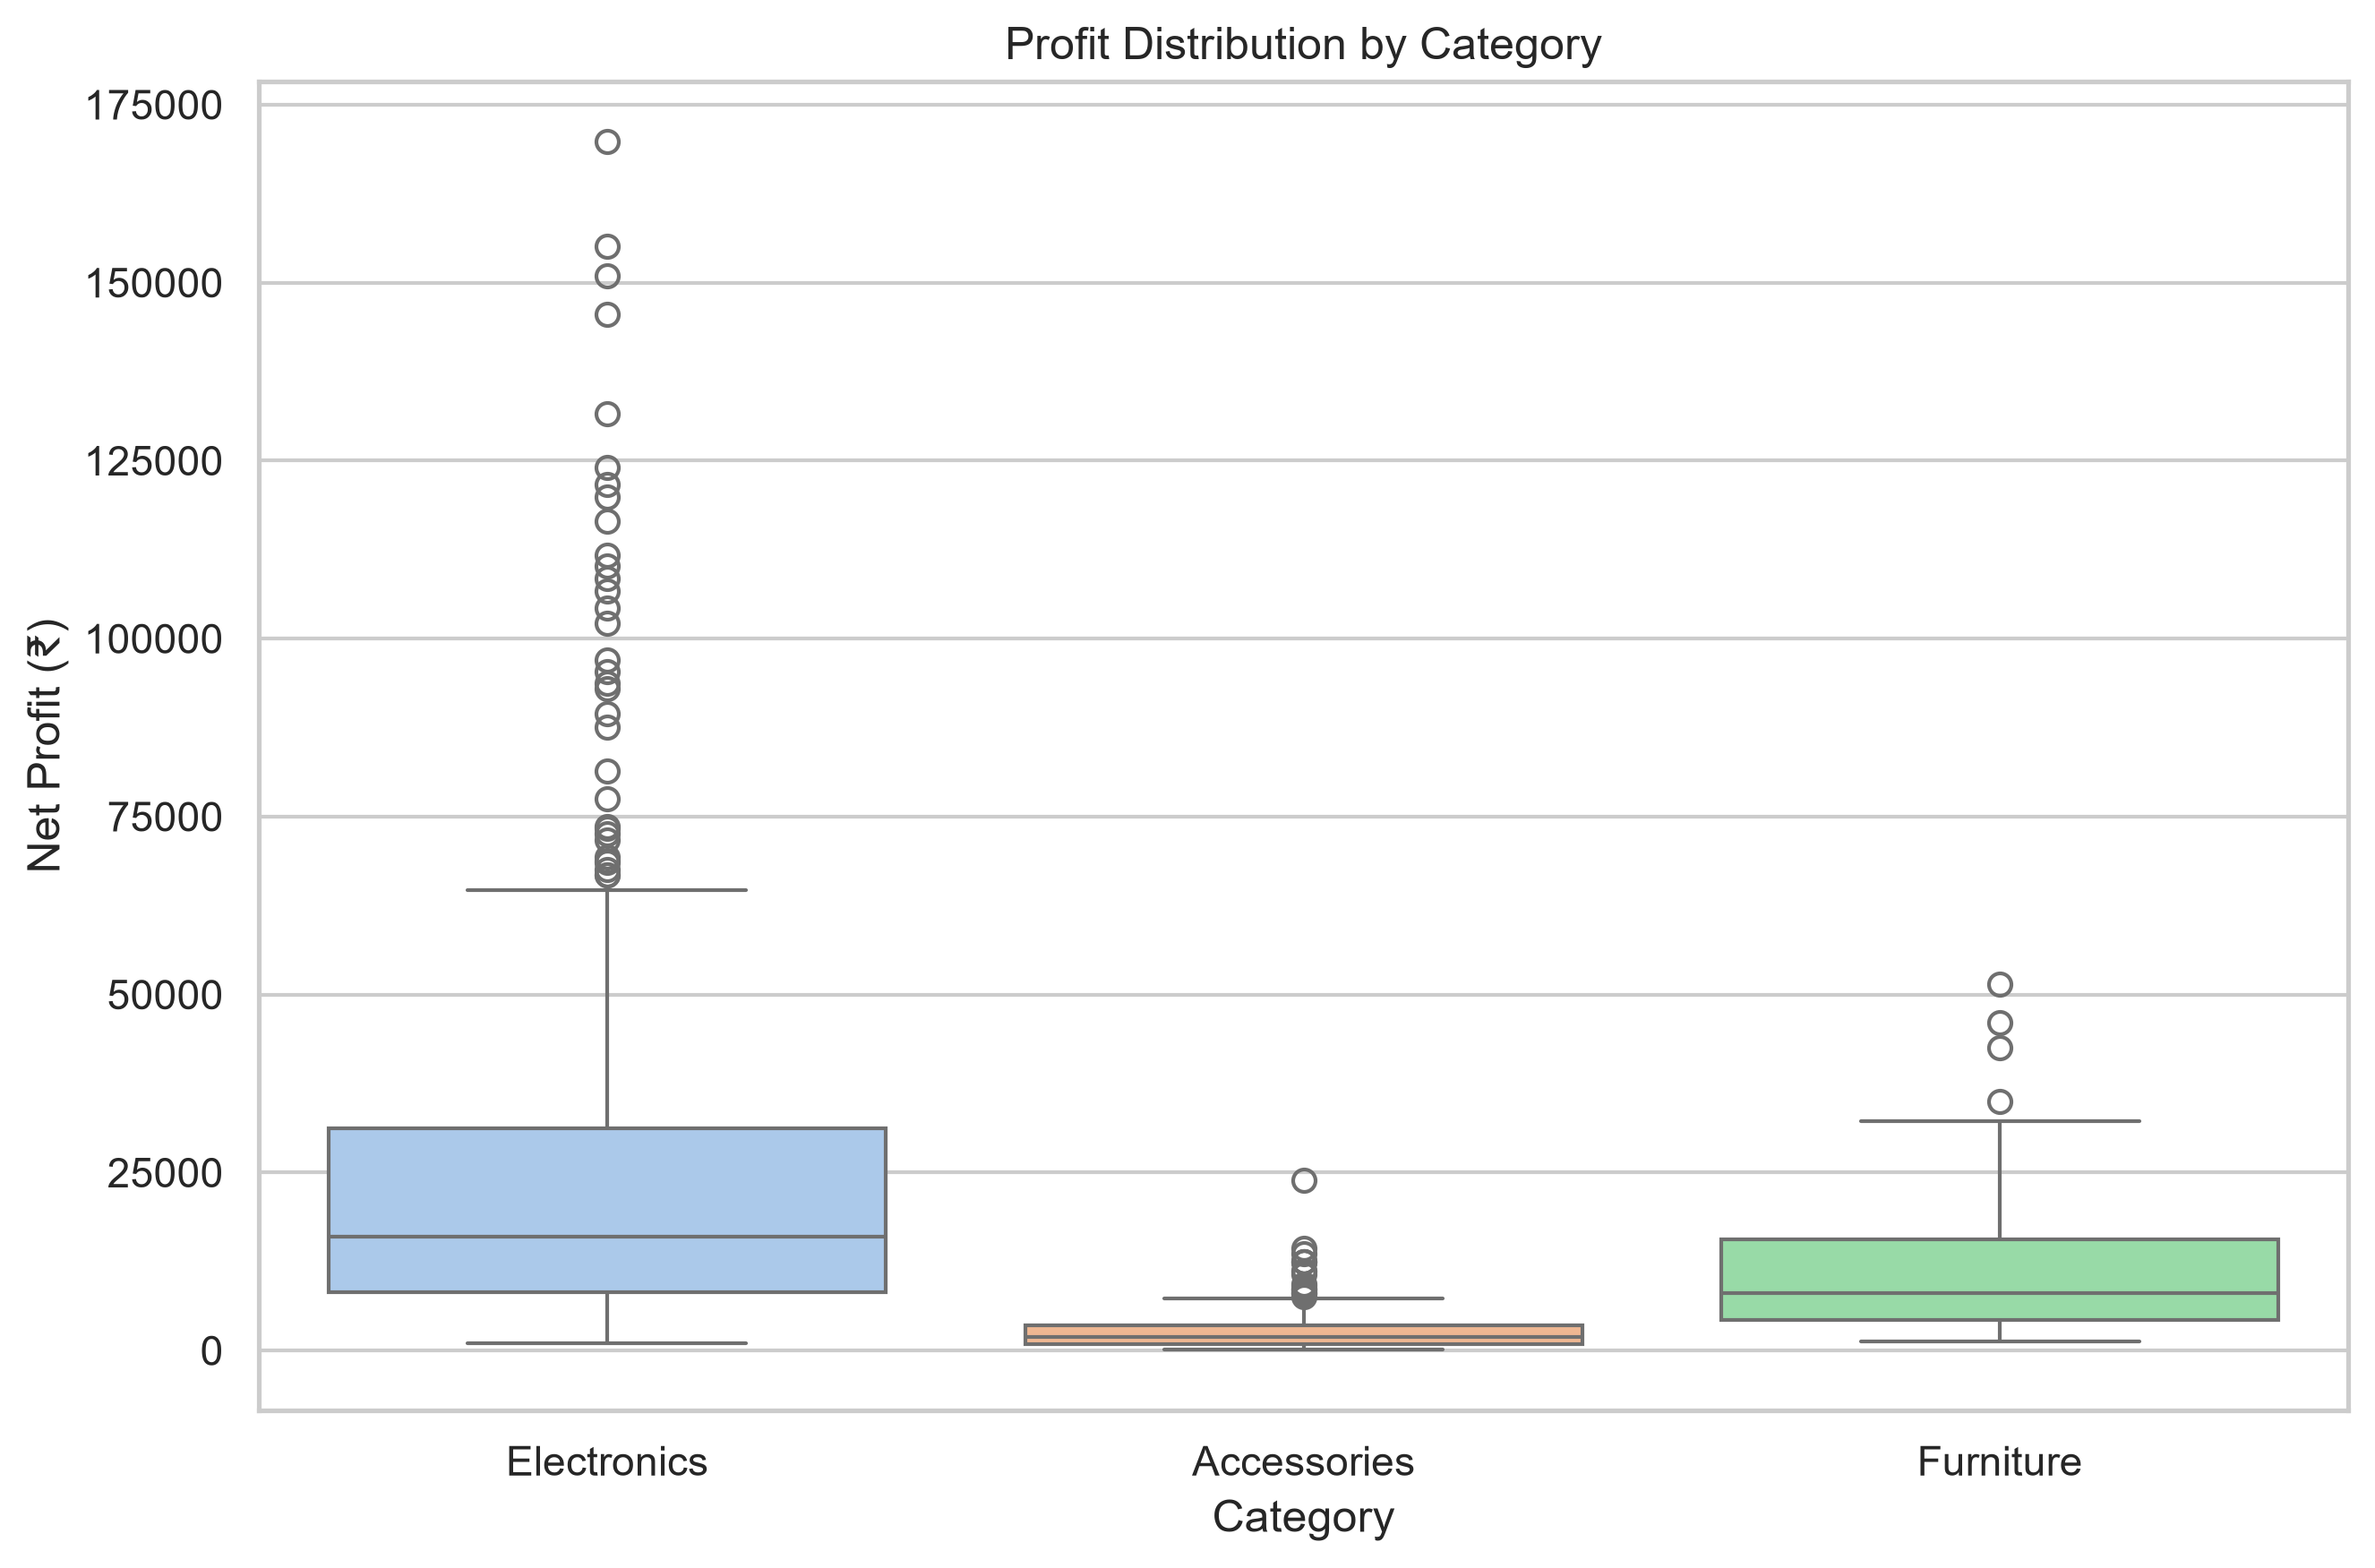 Profit Distribution by Category
Net Profit (₹)
175000
150000
125000
100000
75000
50000
25000
0
Electronics
Accessories
Furniture
Category